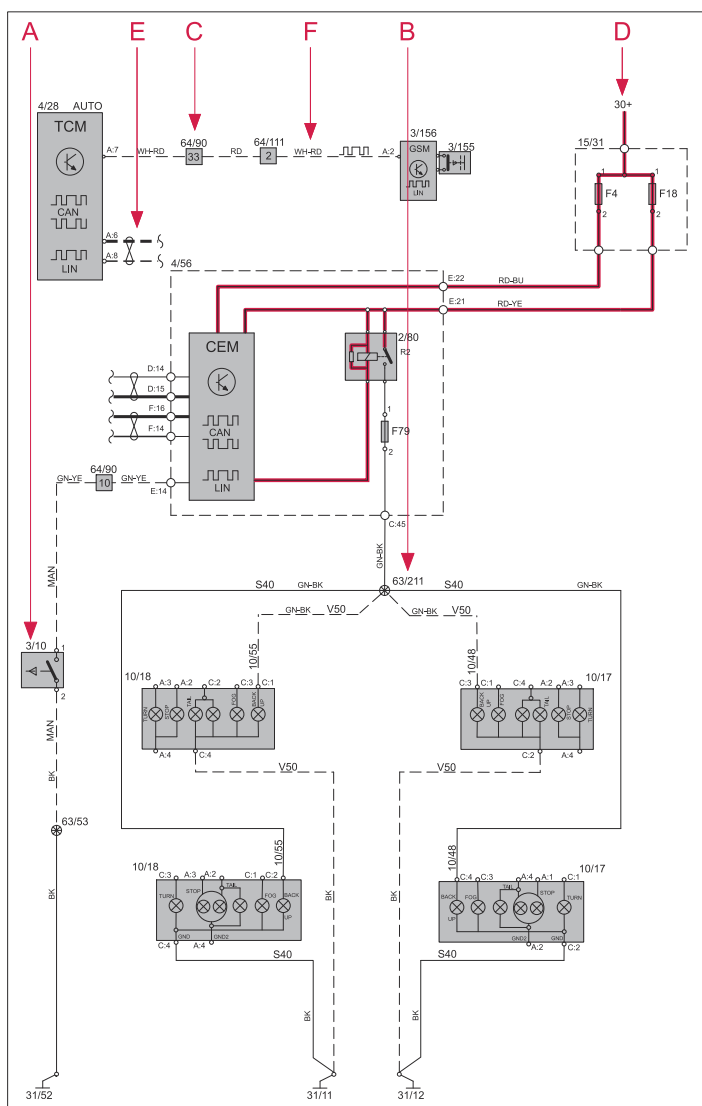 A E C F B D
30+
4/28 AUTO
TCM
CAN
LIN
A:7
WH-RD
64/90
33
RD
64/111
2
WH-RD
A:2
3/156
GSM
LIN
3/155
15/31
1
F4
2
1
F18
2
A:6
A:8
4/56
E:22
RD-BU
E:21
RD-YE
CEM
CAN
LIN
2/80
R2
1
F79
2
D:14
D:15
F:16
F:14
64/90
GN-YE
10
GN-YE
E:14
C:45
GN-BK
MAN
S40
GN-BK
63/211
S40
GN-BK
GN-BK
V50
GN-BK
V50
3/10
1
2
10/55
10/48
10/18
A:3 A:2 C:2 C:3 C:1
TURN
STOP
TAIL
FOG
BACK
UP
A:4
C:4
C:3 C:1 C:4 A:2 A:3
10/17
BACK
UP
FOG
TAIL
STOP
TURN
C:2
A:4
MAN
V50
V50
BK
63/53
BK
10/55
10/48
10/18
C:3 A:3 A:2 C:1 C:2
TURN
STOP
TAIL
FOG
BACK
UP
GND
GND2
C:4
A:4
C:4 C:3 A:4 A:1 C:1
10/17
BACK
UP
FOG
TAIL
STOP
TURN
GND2
GND
A:2
C:2
BK
BK
S40
S40
BK
BK
31/52
31/11
31/12